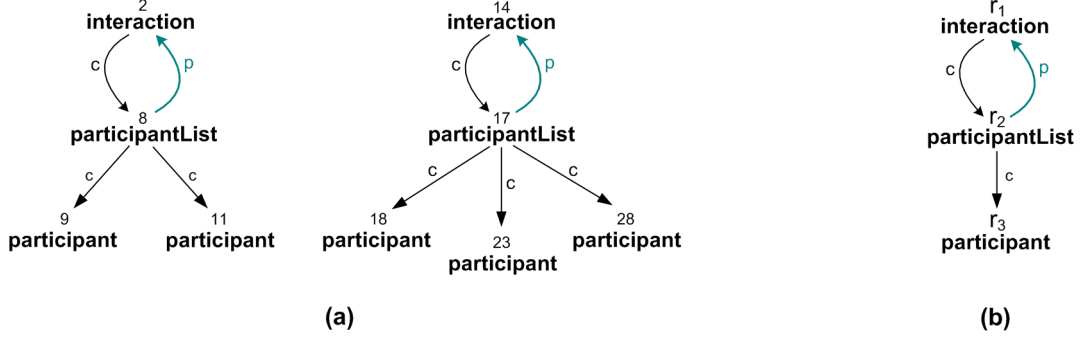 2
interaction
c
p
8
participantList
c
c
9
participant
11
participant
14
interaction
c
p
17
participantList
c
c
c
18
participant
23
participant
28
participant
(a)
r1
interaction
c
p
r2
participantList
c
r3
participant
(b)